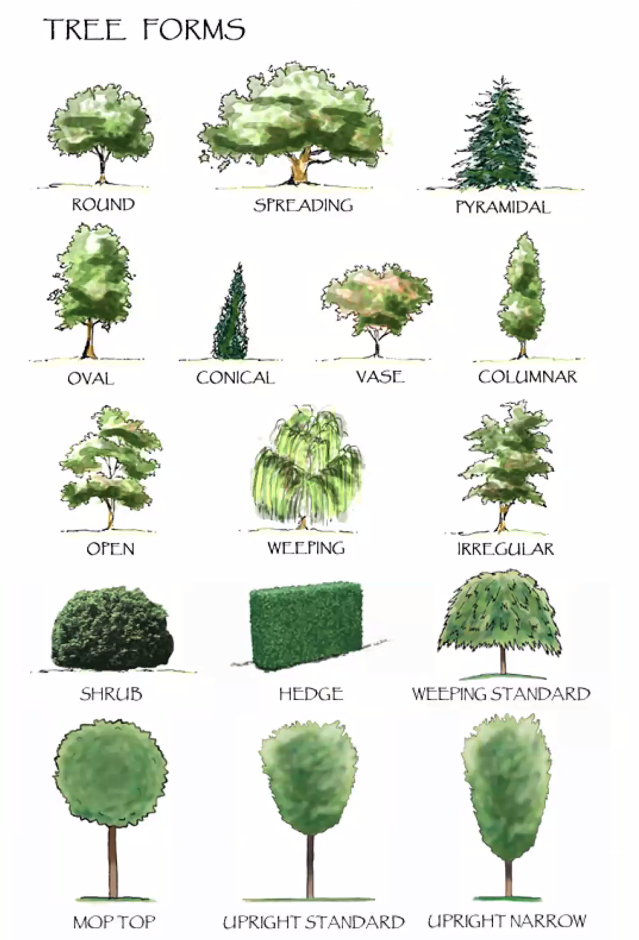 TREE FORMS
ROUND SPREADING PYRAMIDAL
OVAL CONICAL VASE COLUMNAR
OPEN WEEPING IRREGULAR
SHRUB HEDGE WEEPING STANDARD
MOP TOP UPRIGHT STANDARD UPRIGHT NARROW